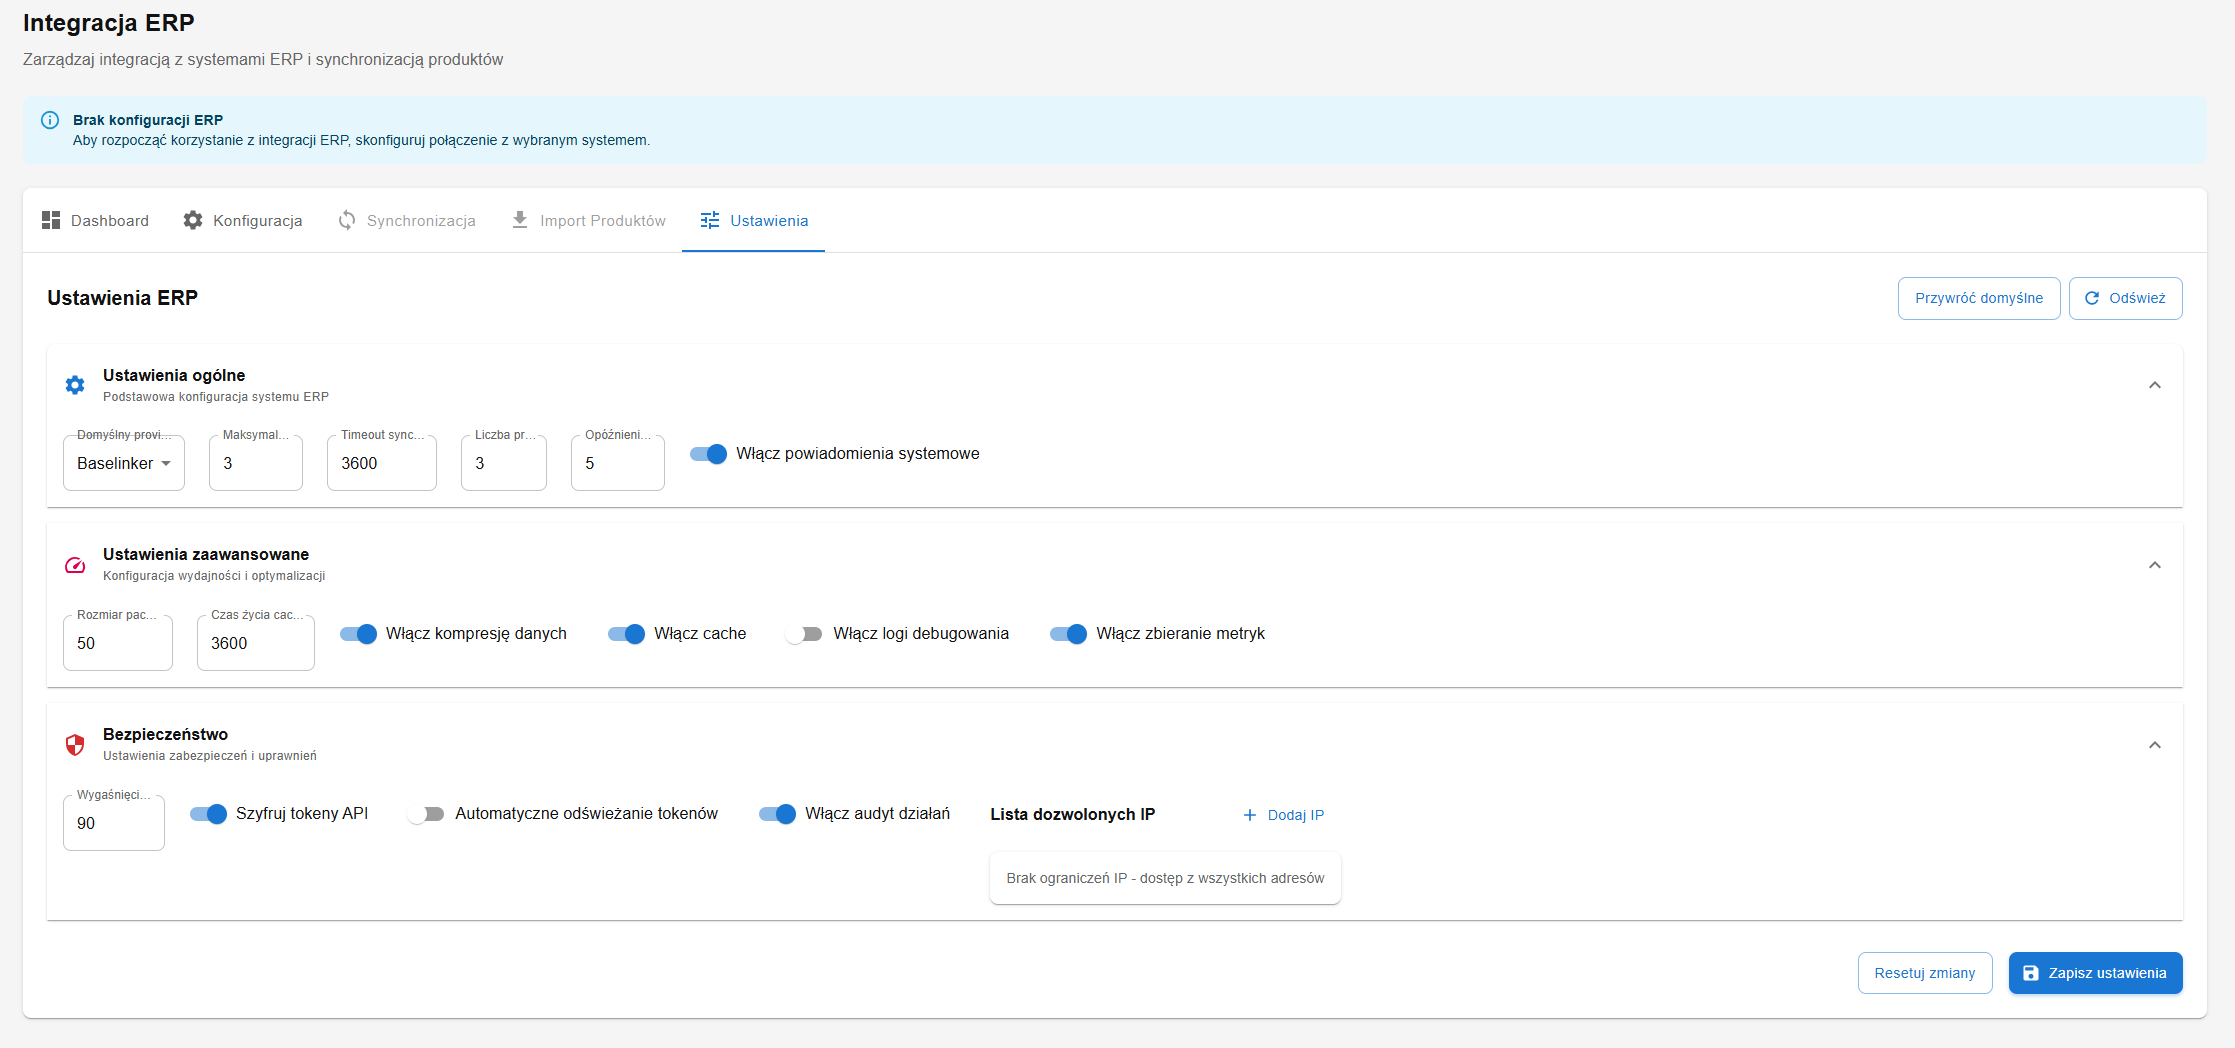 Integracja ERP
Zarządzaj integracją z systemami ERP i synchronizacją produktów
Brak konfiguracji ERP
Aby rozpocząć korzystanie z integracji ERP, skonfiguruj połączenie z wybranym systemem.
Dashboard Konfiguracja Synchronizacja Import Produktów Ustawienia
Ustawienia ERP Przywróć domyślne Odśwież
Ustawienia ogólne
Podstawowa konfiguracja systemu ERP
Domyślny provi... Maksymal... Timeout sync... Liczba pr... Opóźnieni...
Baselinker 3 3600 3 5 Włącz powiadomienia systemowe
Ustawienia zaawansowane
Konfiguracja wydajności i optymalizacji
Rozmiar pac... Czas życia cac...
50 3600 Włącz kompresję danych Włącz cache Włącz logi debugowania Włącz zbieranie metryk
Bezpieczeństwo
Ustawienia zabezpieczeń i uprawnień
Wygaśnięci...
90 Szyfruj tokeny API Automatyczne odświeżanie tokenów Włącz audyt działań Lista dozwolonych IP + Dodaj IP
Brak ograniczeń IP - dostęp z wszystkich adresów
Resetuj zmiany Zapisz ustawienia